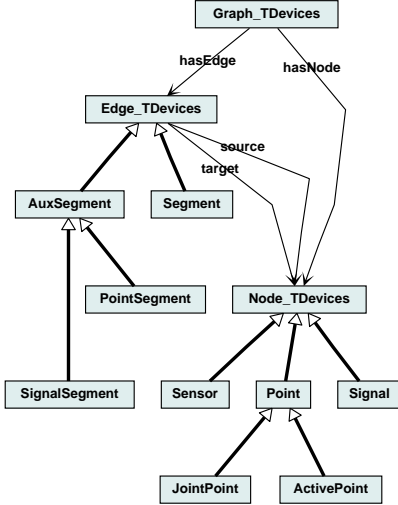 Graph_TDevices
hasEdge
hasNode
Edge_TDevices
source
target
AuxSegment
Segment
PointSegment
Node_TDevices
SignalSegment
Sensor
Point
Signal
JointPoint
ActivePoint